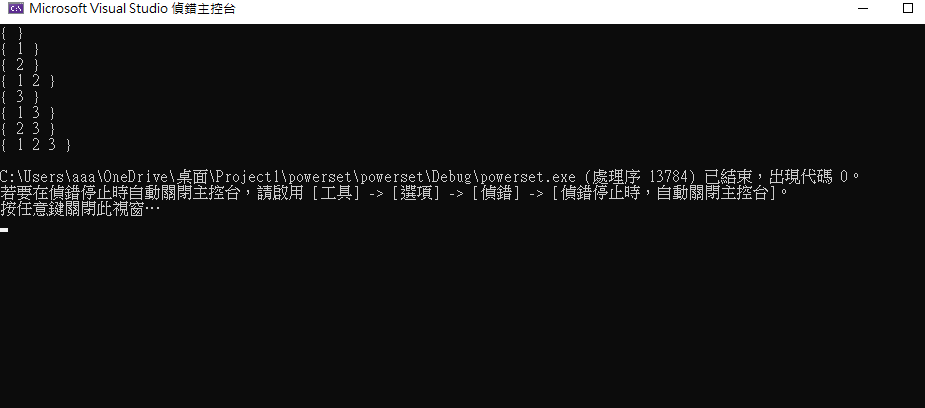 C:\ Microsoft Visual Studio 偵錯主控台
{ }
{ 1 }
{ 2 }
{ 1 2 }
{ 3 }
{ 1 3 }
{ 2 3 }
{ 1 2 3 }
C:\Users\aaa\OneDrive\桌面\Project1\powerset\powerset\Debug\powerset.exe (處理序 13784) 已結束，出現代碼 0。
若要在偵錯停止時自動關閉主控台，請啟用 [工具] -> [選項] -> [偵錯] -> [偵錯停止時，自動關閉主控台]。
按任意鍵關閉此視窗…